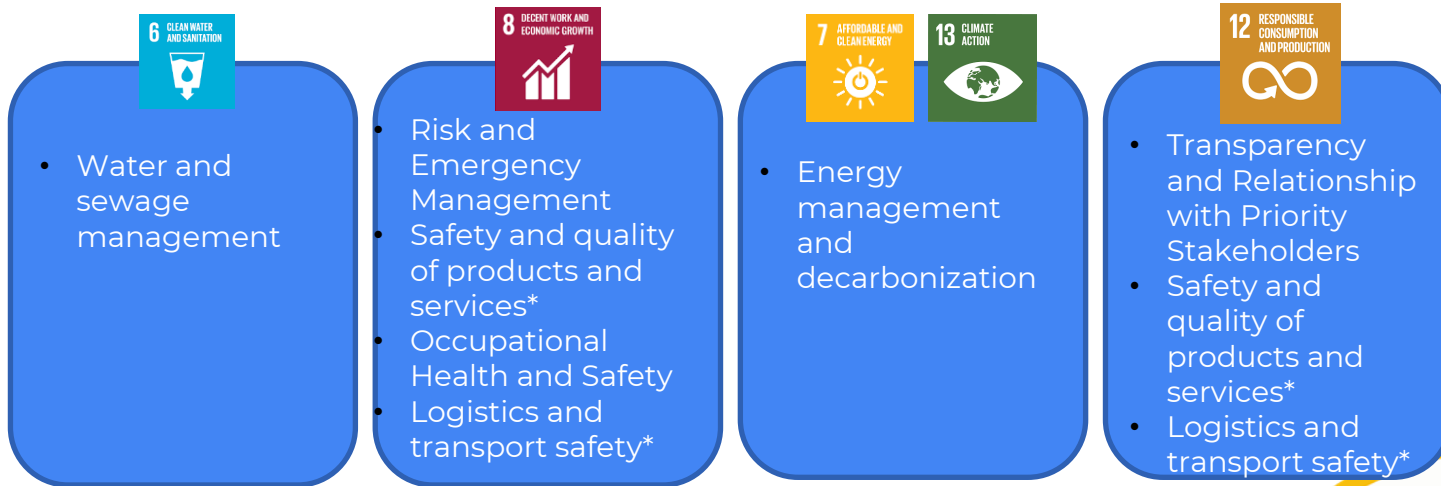 6 CLEAN WATER
AND SANITATION
• Water and
sewage
management
8 DECENT WORK AND
ECONOMIC GROWTH
• Risk and
Emergency
Management
• Safety and quality
of products and
services*
• Occupational
Health and Safety
• Logistics and
transport safety*
7 AFFORDABLE AND
CLEAN ENERGY
13 CLIMATE
ACTION
• Energy
management
and
decarbonization
12 RESPONSIBLE
CONSUMPTION
AND PRODUCTION
• Transparency
and Relationship
with Priority
Stakeholders
• Safety and
quality of
products and
services*
• Logistics and
transport safety*